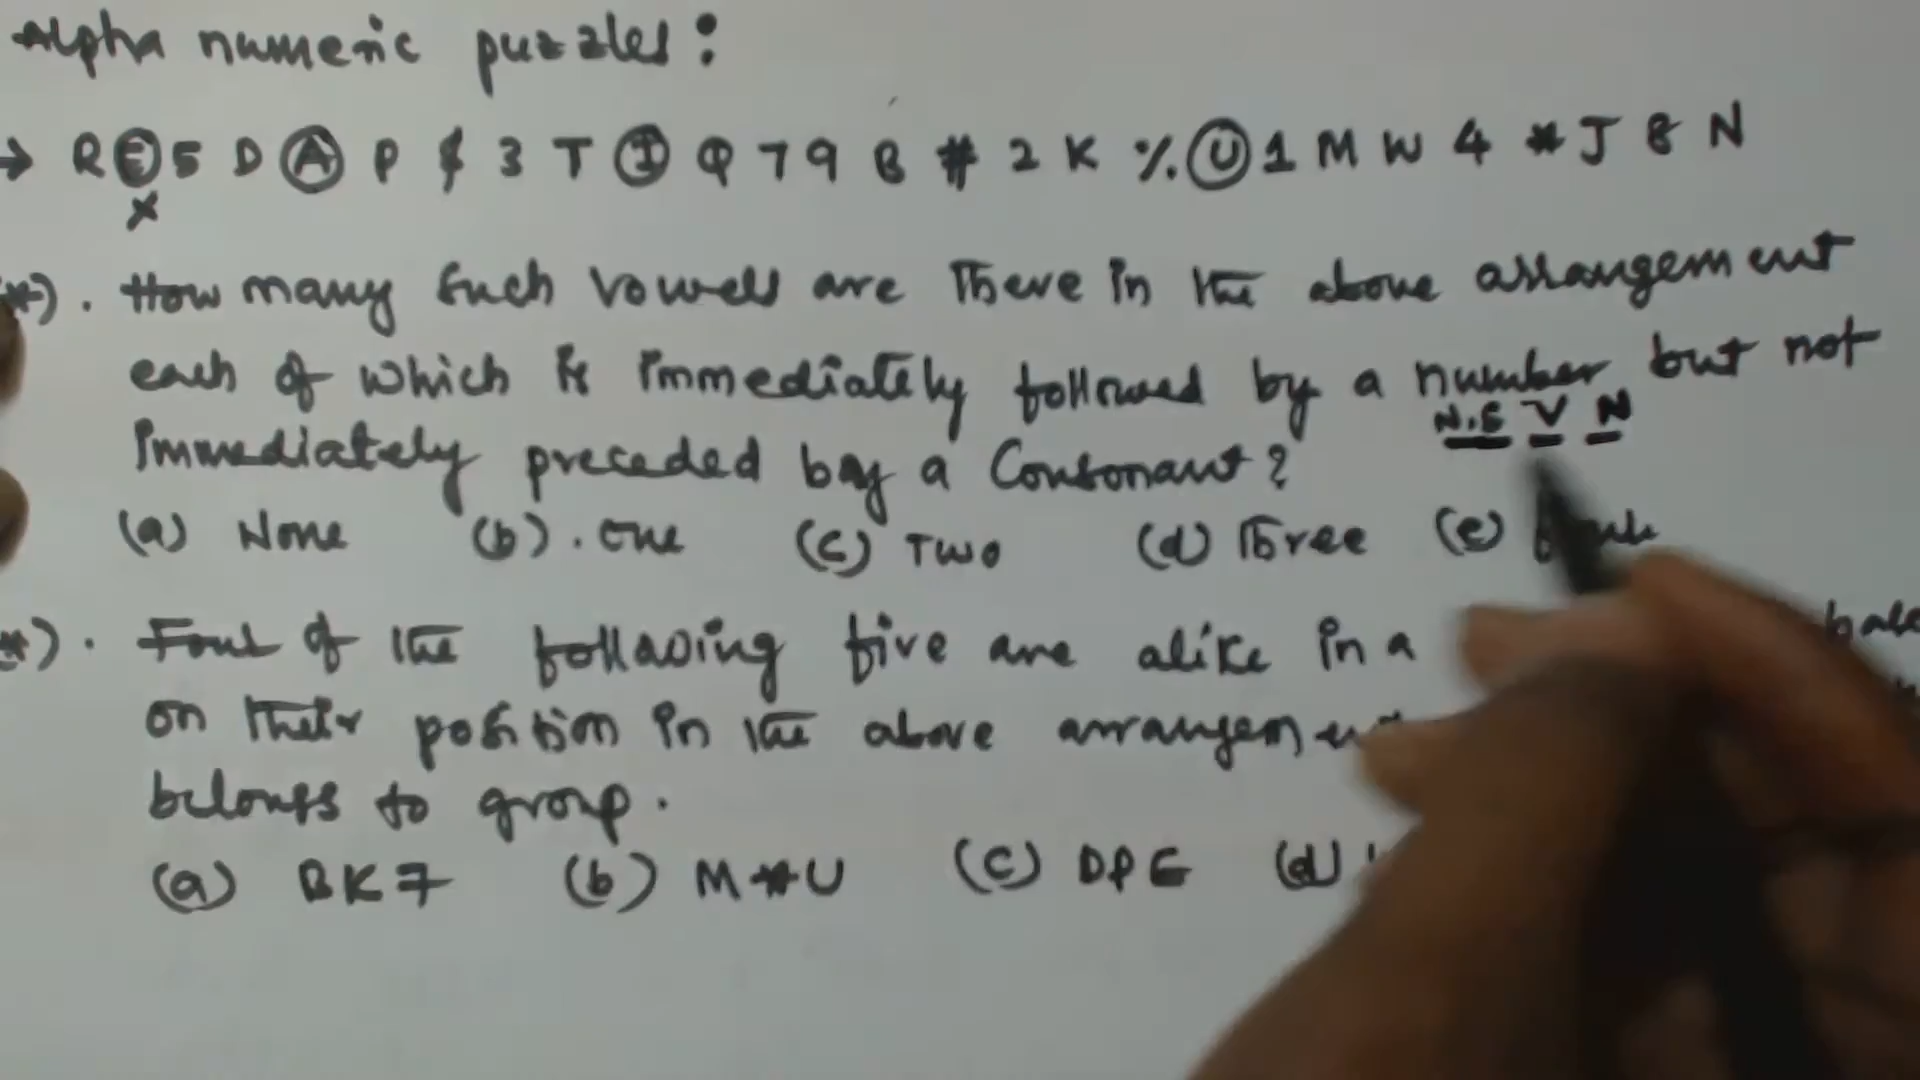 Alpha numeric puzzles:
→ R E 5 D A P $ 3 T I Q 7 9 B # 2 K % U 1 M W 4 * J 8 N
x
*). How many such vowels are There in the above arrangement
each of which is immediately followed by a number but not
N.C V N
immediately preceded by a Consonant?
(a) None (b). One (c) Two (d) Three (e)
*). Four of the following five are alike in a
on their position in the above
belongs to group.
(a) BK7 (b) M*U (c) DPE (d)